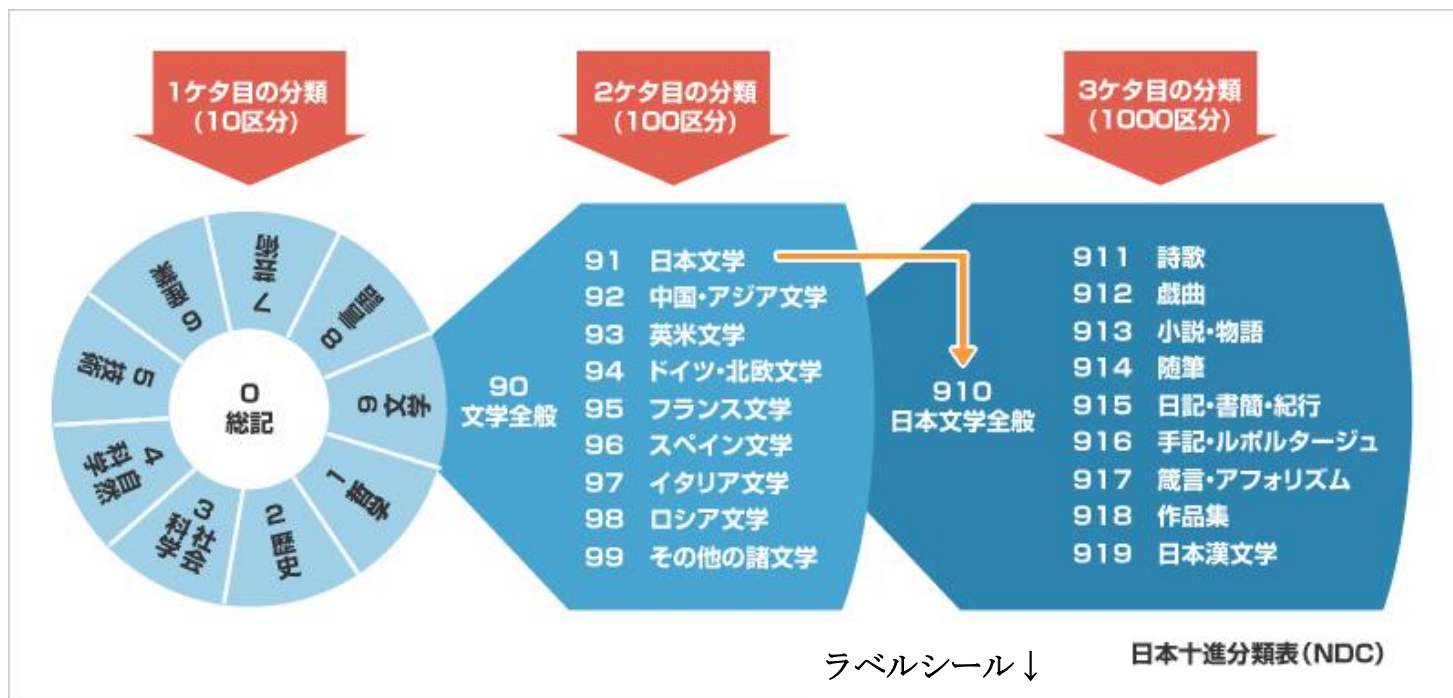 1ケタ目の分類
(10区分)
2ケタ目の分類
(100区分)
3ケタ目の分類
(1000区分)
0
総記
1 哲学
2 歴史
3 社会
科学
4
自然
科学
5 技術
6 産業
7 芸術
8 言語
9 文学
90
文学全般
91 日本文学
92 中国・アジア文学
93 英米文学
94 ドイツ・北欧文学
95 フランス文学
96 スペイン文学
97 イタリア文学
98 ロシア文学
99 その他の諸文学
910
日本文学全般
911 詩歌
912 戯曲
913 小説・物語
914 随筆
915 日記・書簡・紀行
916 手記・ルポルタージュ
917 箴言・アフォリズム
918 作品集
919 日本漢文学
ラベルシール↓
日本十進分類表(NDC)